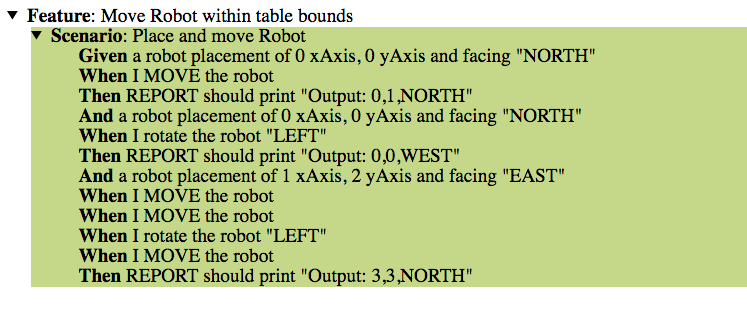 Feature: Move Robot within table bounds
Scenario: Place and move Robot
Given a robot placement of 0 xAxis, 0 yAxis and facing "NORTH"
When I MOVE the robot
Then REPORT should print "Output: 0,1,NORTH"
And a robot placement of 0 xAxis, 0 yAxis and facing "NORTH"
When I rotate the robot "LEFT"
Then REPORT should print "Output: 0,0,WEST"
And a robot placement of 1 xAxis, 2 yAxis and facing "EAST"
When I MOVE the robot
When I MOVE the robot
When I rotate the robot "LEFT"
When I MOVE the robot
Then REPORT should print "Output: 3,3,NORTH"